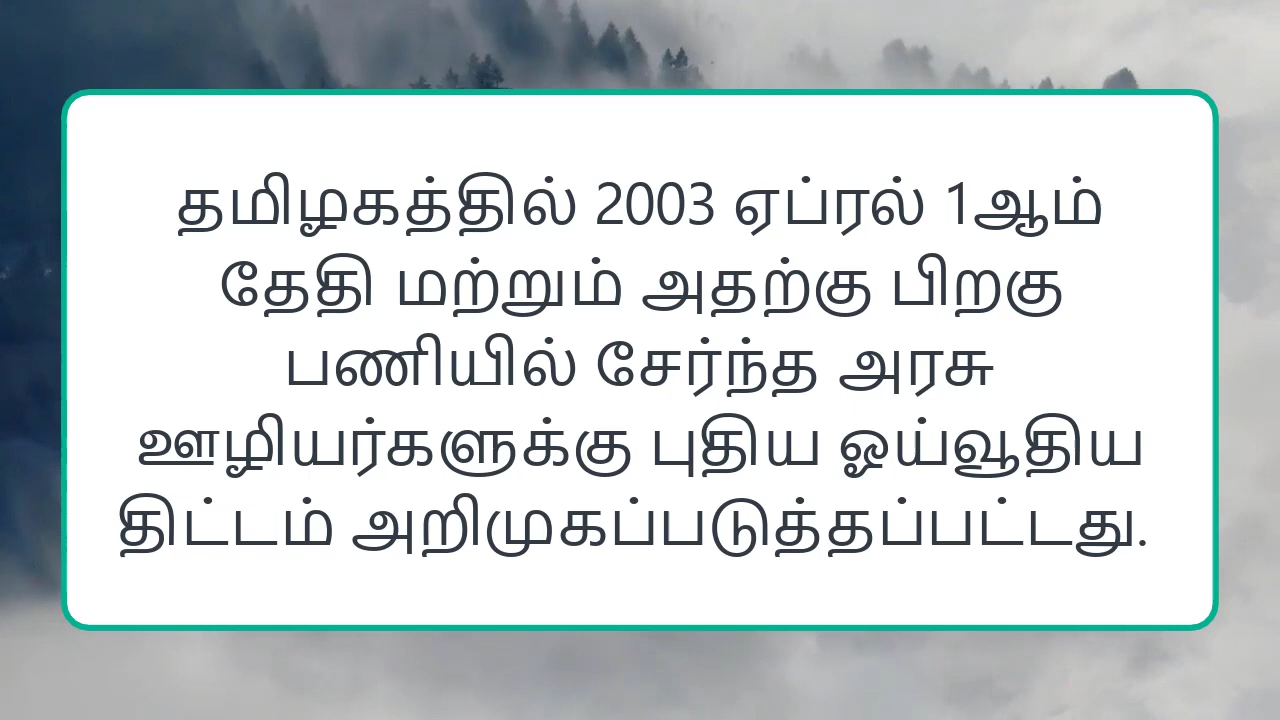 தமிழகத்தில் 2003 ஏப்ரல் 1ஆம்
தேதி மற்றும் அதற்கு பிறகு
பணியில் சேர்ந்த அரசு
ஊழியர்களுக்கு புதிய ஓய்வூதிய
திட்டம் அறிமுகப்படுத்தப்பட்டது.